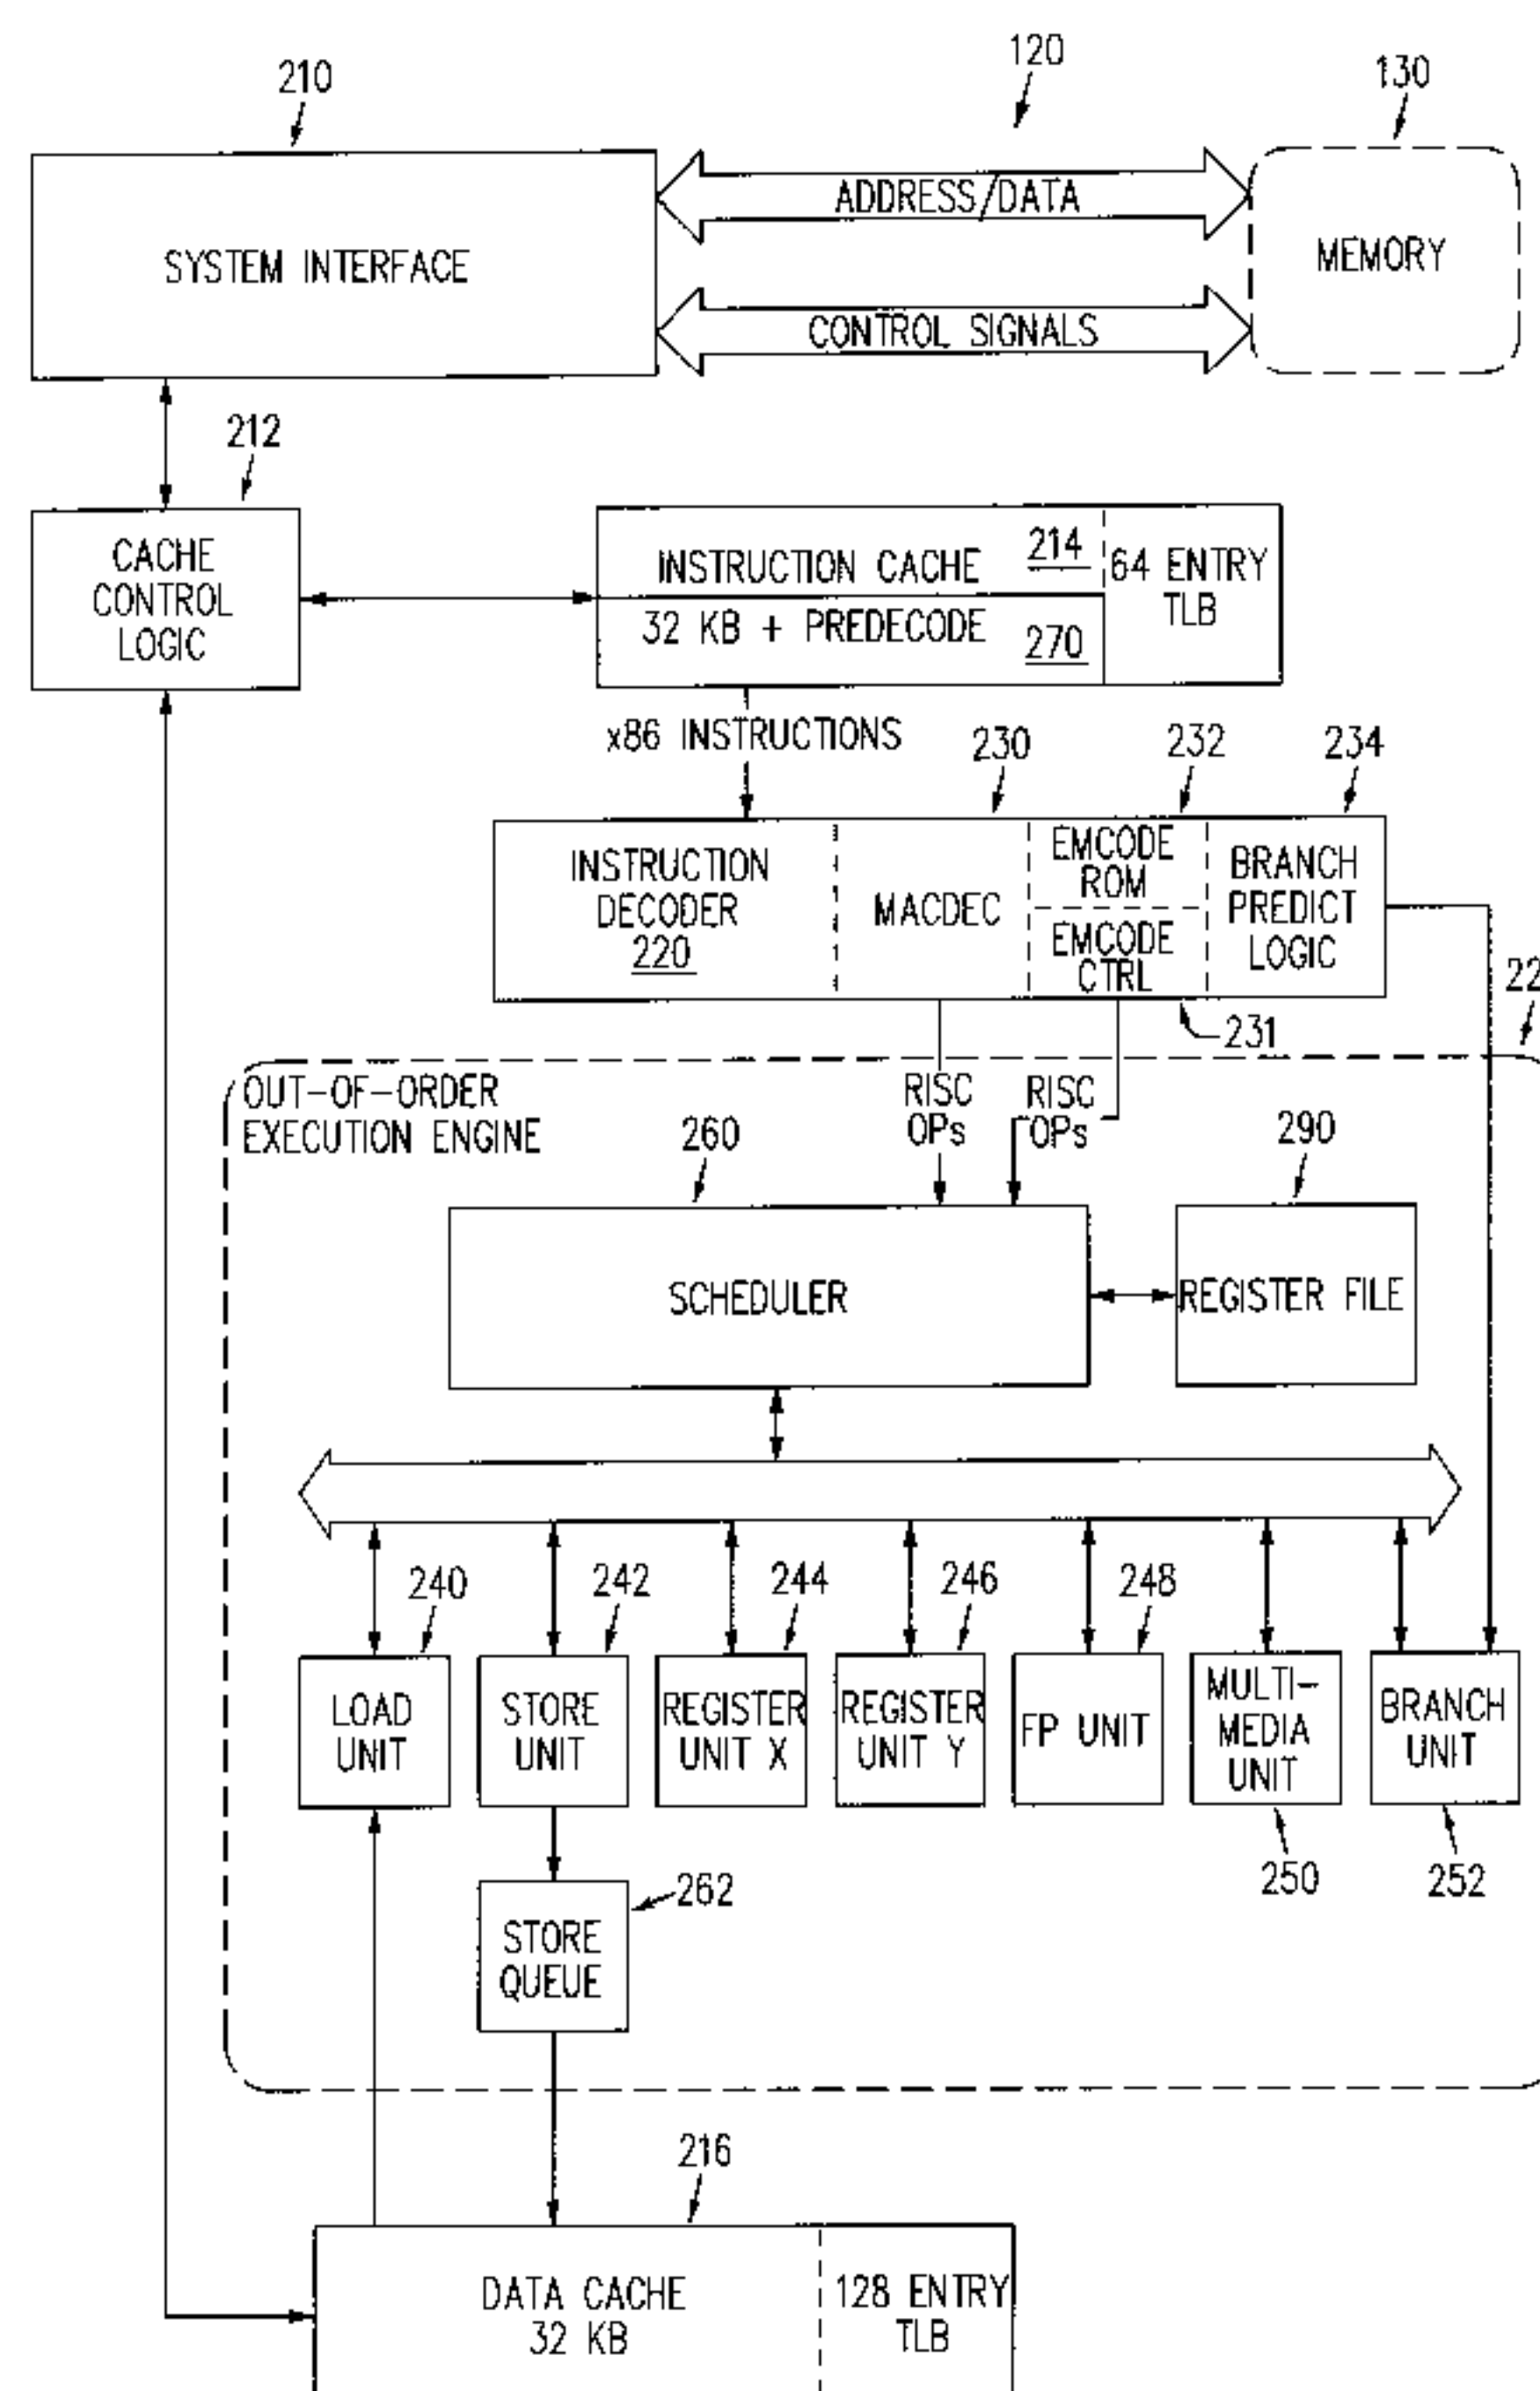 210
120
130
ADDRESS/DATA
SYSTEM INTERFACE
MEMORY
CONTROL SIGNALS
212
CACHE
CONTROL
LOGIC
INSTRUCTION CACHE
214
64 ENTRY
TLB
32 KB + PREDECODE
270
x86 INSTRUCTIONS
230
232
234
INSTRUCTION
DECODER
220
MACDEC
EMCODE
ROM
EMCODE
CTRL
BRANCH
PREDICT
LOGIC
22
231
OUT-OF-ORDER
EXECUTION ENGINE
RISC
OPs
RISC
OPs
260
290
SCHEDULER
REGISTER FILE
240
242
244
246
248
LOAD
UNIT
STORE
UNIT
REGISTER
UNIT X
REGISTER
UNIT Y
FP UNIT
MULTI-
MEDIA
UNIT
BRANCH
UNIT
250
252
262
STORE
QUEUE
216
DATA CACHE
32 KB
128 ENTRY
TLB